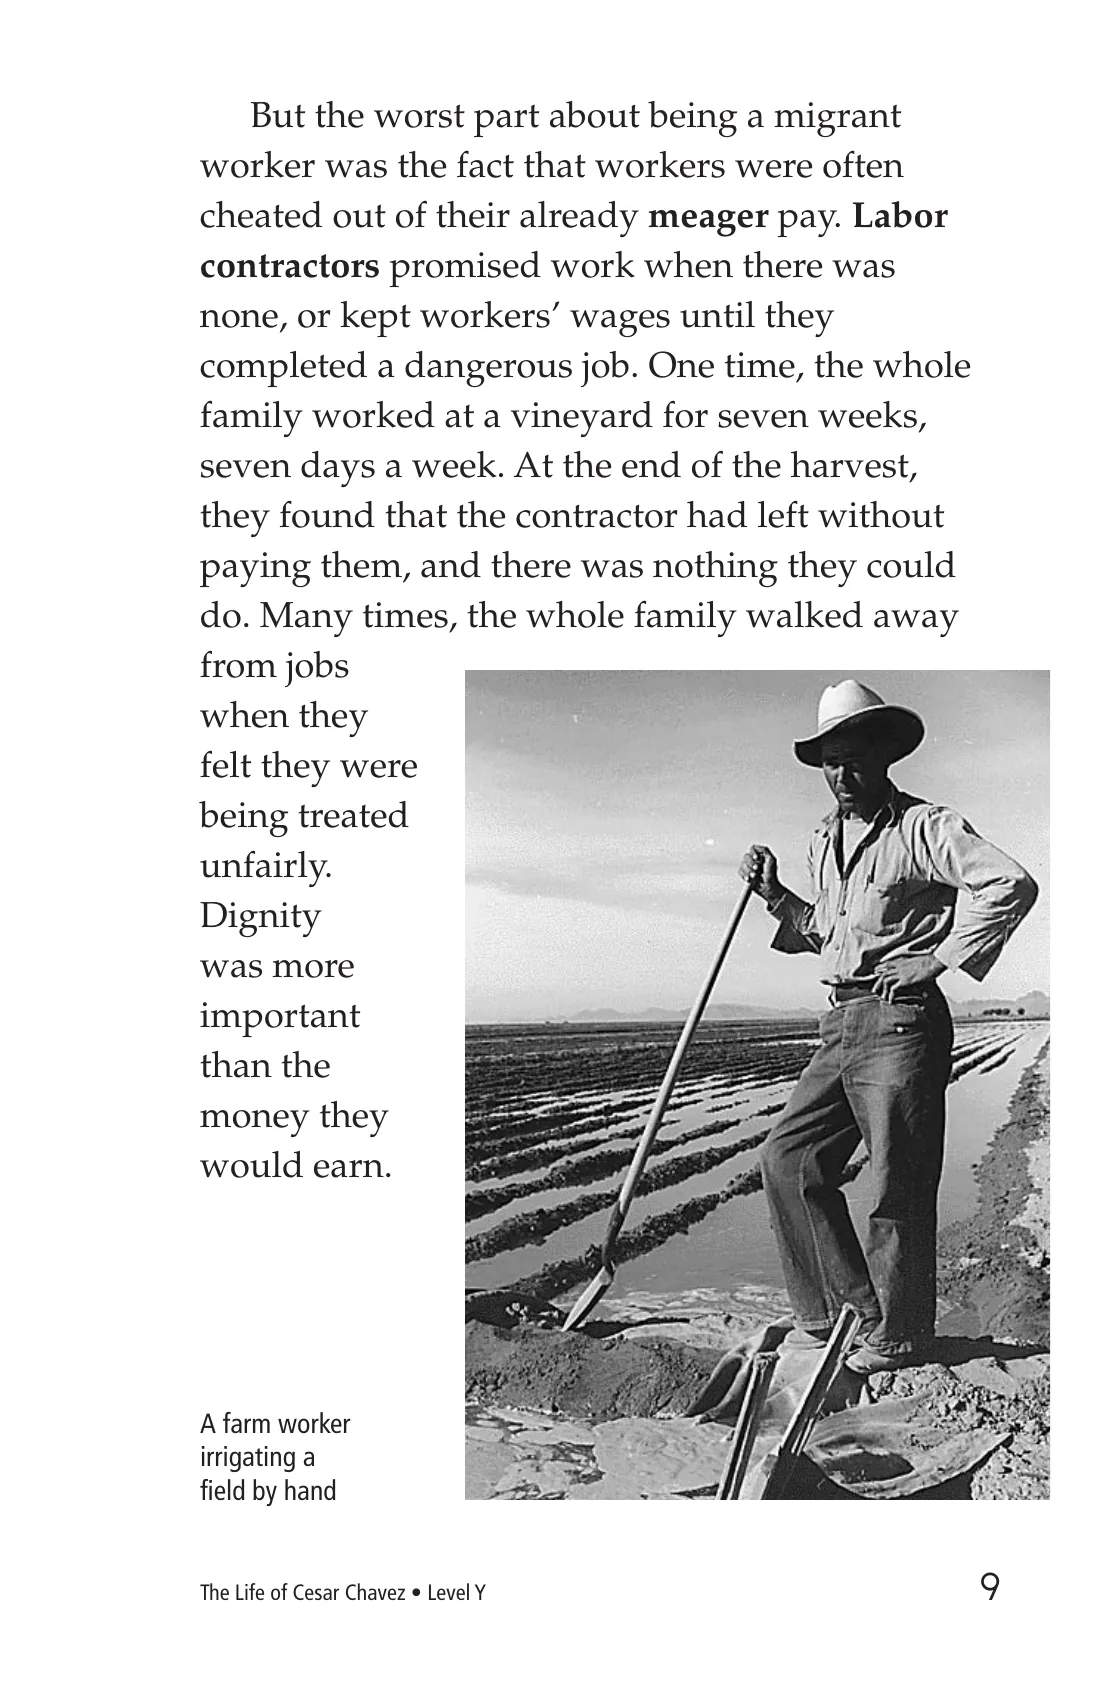 But the worst part about being a migrant
worker was the fact that workers were often
cheated out of their already meager pay. Labor
contractors promised work when there was
none, or kept workers’ wages until they
completed a dangerous job. One time, the whole
family worked at a vineyard for seven weeks,
seven days a week. At the end of the harvest,
they found that the contractor had left without
paying them, and there was nothing they could
do. Many times, the whole family walked away
from jobs
when they
felt they were
being treated
unfairly.
Dignity
was more
important
than the
money they
would earn.
A farm worker
irrigating a
field by hand
The Life of Cesar Chavez • Level Y
9